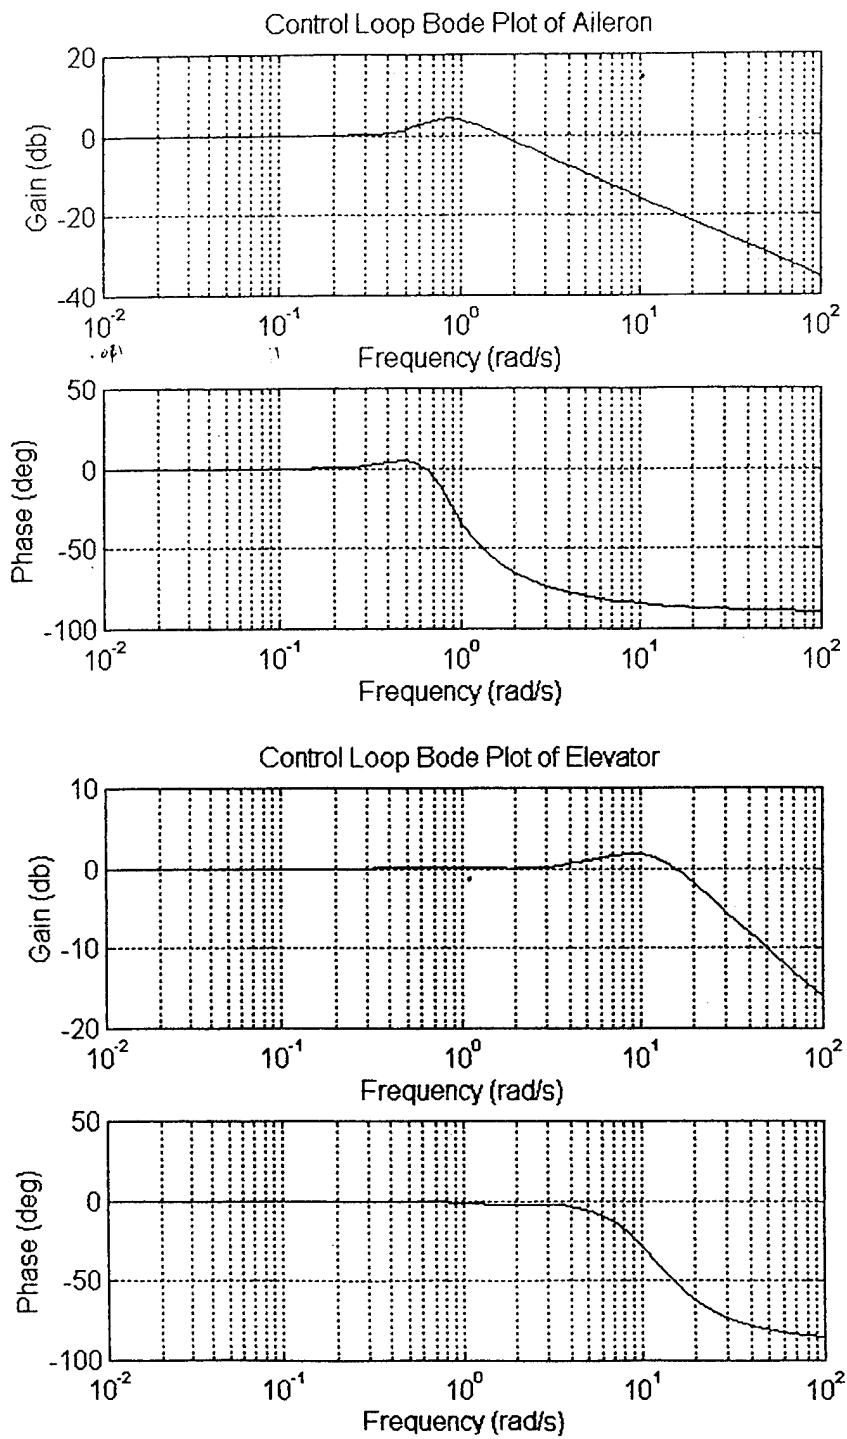 Control Loop Bode Plot of Aileron
20
0
-20
-40
Gain (db)
10^-2 10^-1 10^0 10^1 10^2
Frequency (rad/s)
50
0
-50
-100
Phase (deg)
10^-2 10^-1 10^0 10^1 10^2
Frequency (rad/s)
Control Loop Bode Plot of Elevator
10
0
-10
-20
Gain (db)
10^-2 10^-1 10^0 10^1 10^2
Frequency (rad/s)
50
0
-50
-100
Phase (deg)
10^-2 10^-1 10^0 10^1 10^2
Frequency (rad/s)